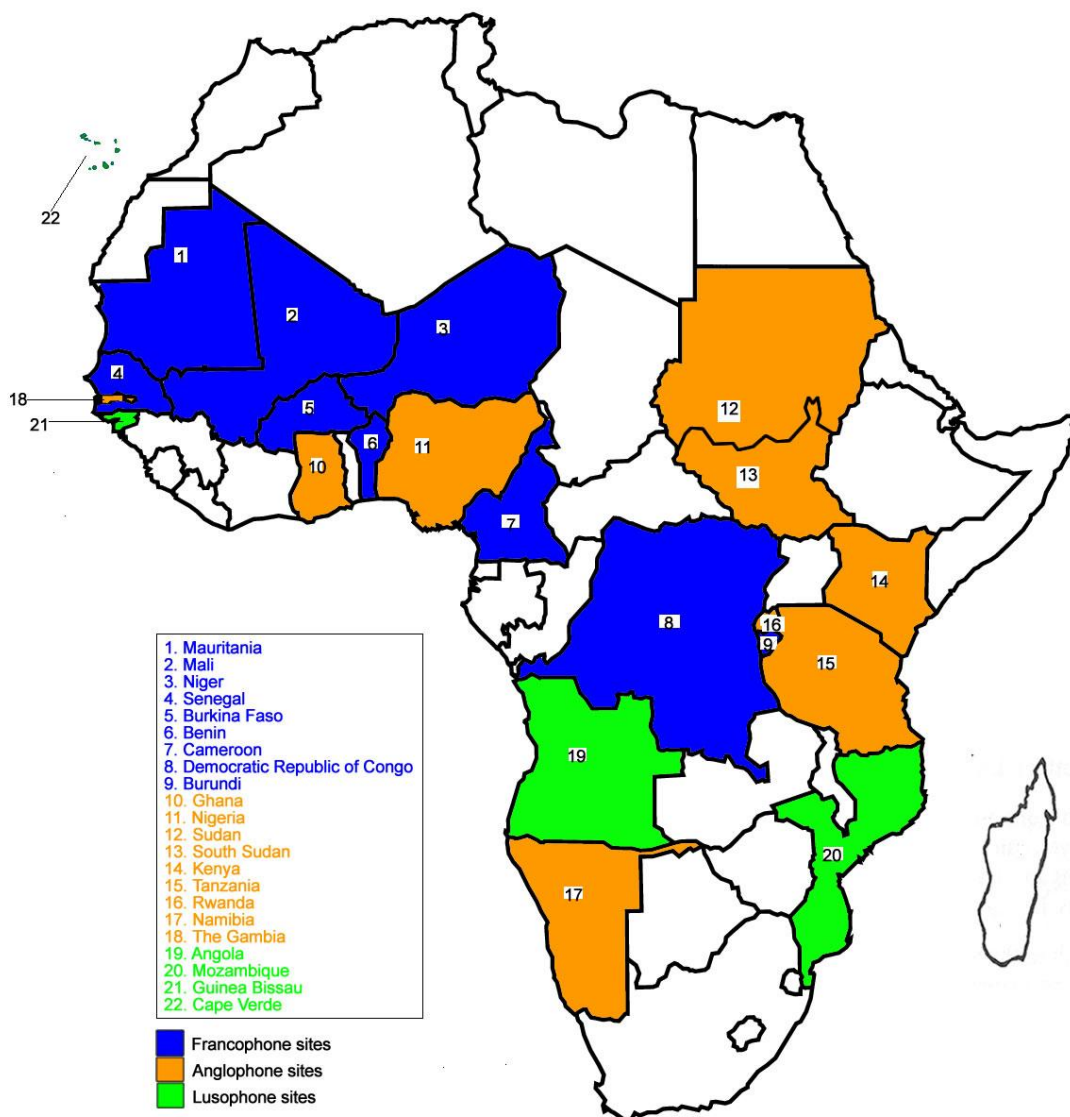 22
1
2
3
4
18
21
5
6
10
11
12
13
7
14
8
16
9
15
19
20
17
1. Mauritania
2. Mali
3. Niger
4. Senegal
5. Burkina Faso
6. Benin
7. Cameroon
8. Democratic Republic of Congo
9. Burundi
10. Ghana
11. Nigeria
12. Sudan
13. South Sudan
14. Kenya
15. Tanzania
16. Rwanda
17. Namibia
18. The Gambia
19. Angola
20. Mozambique
21. Guinea Bissau
22. Cape Verde
Francophone sites
Anglophone sites
Lusophone sites